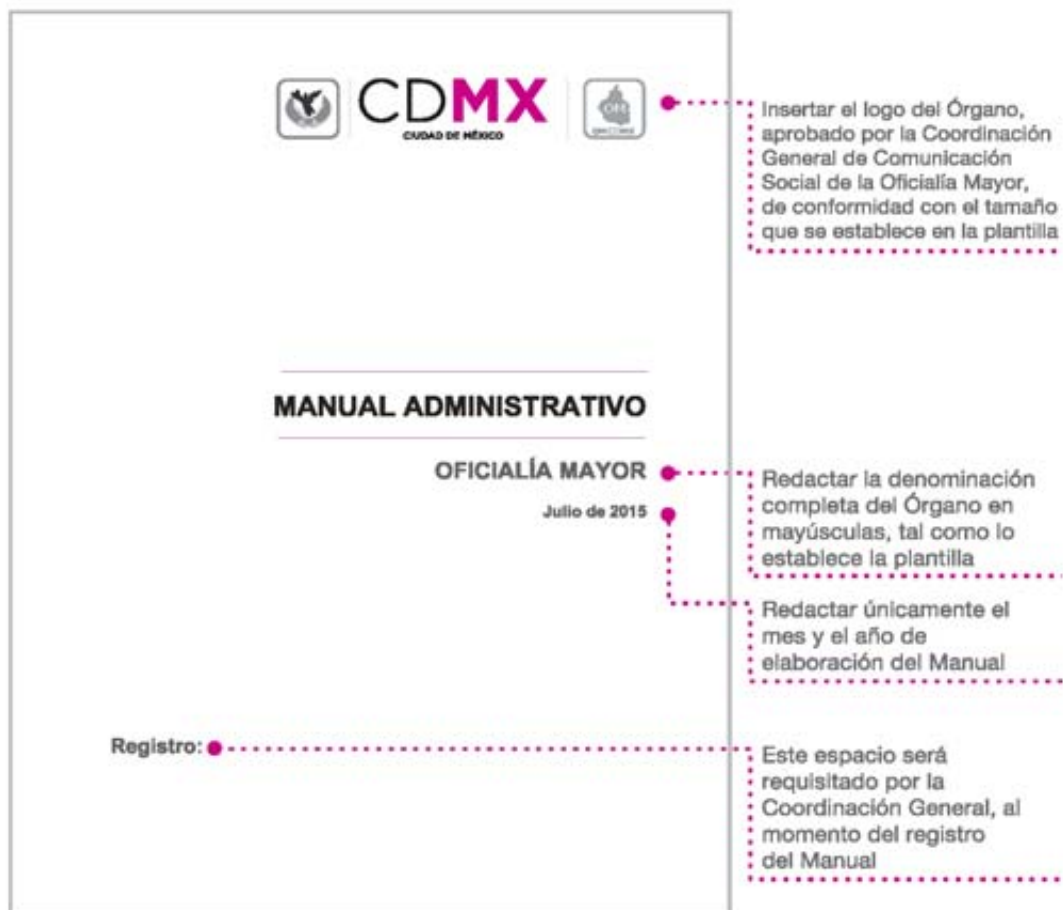 CDMX
CIUDAD DE MÉXICO
Insertar el logo del Órgano,
aprobado por la Coordinación
General de Comunicación
Social de la Oficialía Mayor,
de conformidad con el tamaño
que se establece en la plantilla
MANUAL ADMINISTRATIVO
OFICIALÍA MAYOR
Julio de 2015
Redactar la denominación
completa del Órgano en
mayúsculas, tal como lo
establece la plantilla
Redactar únicamente el
mes y el año de
elaboración del Manual
Registro:
Este espacio será
requisitado por la
Coordinación General, al
momento del registro
del Manual